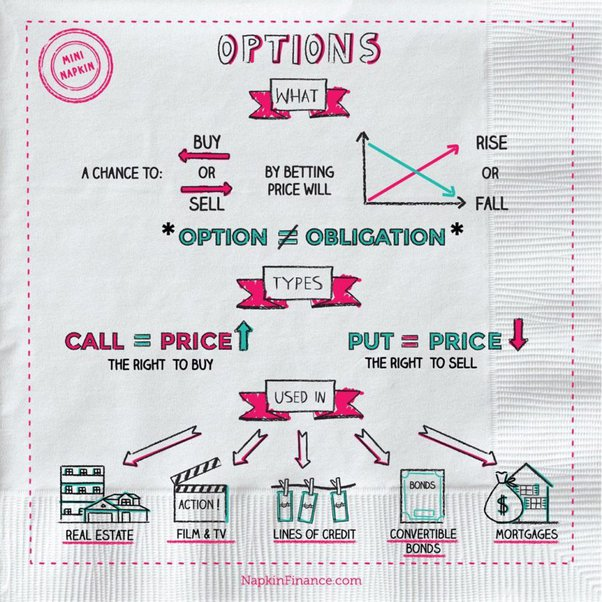 MINI
NAPKIN
OPTIONS
WHAT
A CHANCE TO:
BUY
OR
SELL
BY BETTING
PRICE WILL
RISE
OR
FALL
*OPTION ≠ OBLIGATION*
TYPES
CALL = PRICE
THE RIGHT TO BUY
PUT = PRICE
THE RIGHT TO SELL
USED IN
REAL ESTATE
ACTION!
FILM & TV
LINES OF CREDIT
BONDS
CONVERTIBLE
BONDS
$
MORTGAGES
NapkinFinance.com